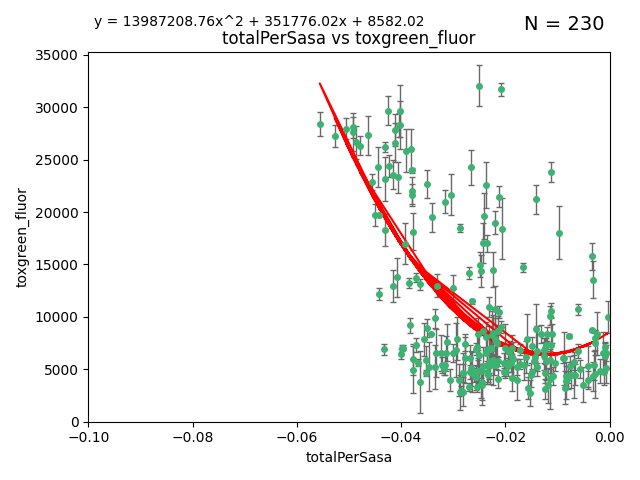 y = 13987208.76x^2 + 351776.02x + 8582.02
N = 230
totalPerSasa vs toxgreen_fluor
toxgreen_fluor
35000
30000
25000
20000
15000
10000
5000
0
−0.10
−0.08
−0.06
−0.04
−0.02
0.00
totalPerSasa